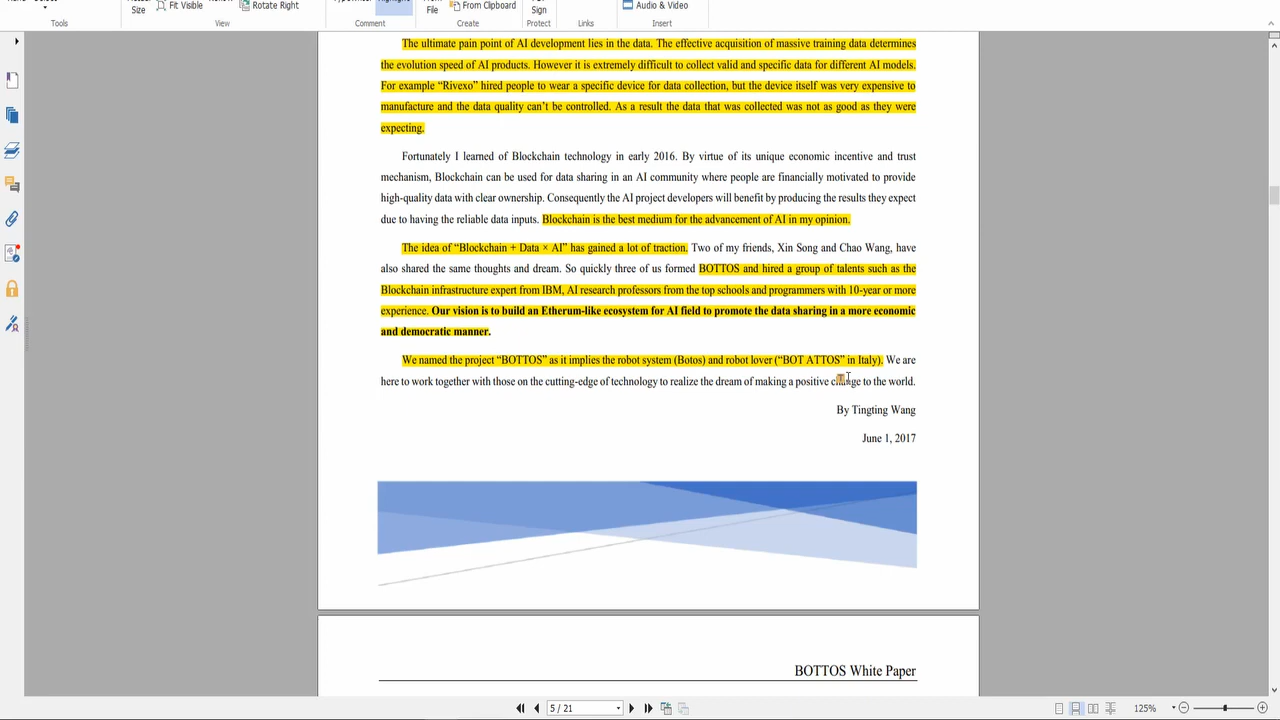 Fit Visible
Rotate Right
From Clipboard
Audio & Video
Size
File
Sign
Tools
View
Comment
Create
Protect
Links
Insert
The ultimate pain point of AI development lies in the data. The effective acquisition of massive training data determines
the evolution speed of AI products. However it is extremely difficult to collect valid and specific data for different AI models.
For example “Rivexo” hired people to wear a specific device for data collection, but the device itself was very expensive to
manufacture and the data quality can’t be controlled. As a result the data that was collected was not as good as they were
expecting.
Fortunately I learned of Blockchain technology in early 2016. By virtue of its unique economic incentive and trust
mechanism, Blockchain can be used for data sharing in an AI community where people are financially motivated to provide
high-quality data with clear ownership. Consequently the AI project developers will benefit by producing the results they expect
due to having the reliable data inputs. Blockchain is the best medium for the advancement of AI in my opinion.
The idea of “Blockchain + Data × AI” has gained a lot of traction. Two of my friends, Xin Song and Chao Wang, have
also shared the same thoughts and dream. So quickly three of us formed BOTTOS and hired a group of talents such as the
Blockchain infrastructure expert from IBM, AI research professors from the top schools and programmers with 10-year or more
experience. Our vision is to build an Etherum-like ecosystem for AI field to promote the data sharing in a more economic
and democratic manner.
We named the project “BOTTOS” as it implies the robot system (Botos) and robot lover (“BOT ATTOS” in Italy). We are
here to work together with those on the cutting-edge of technology to realize the dream of making a positive change to the world.
By Tingting Wang
June 1, 2017
BOTTOS White Paper
5 / 21
125%